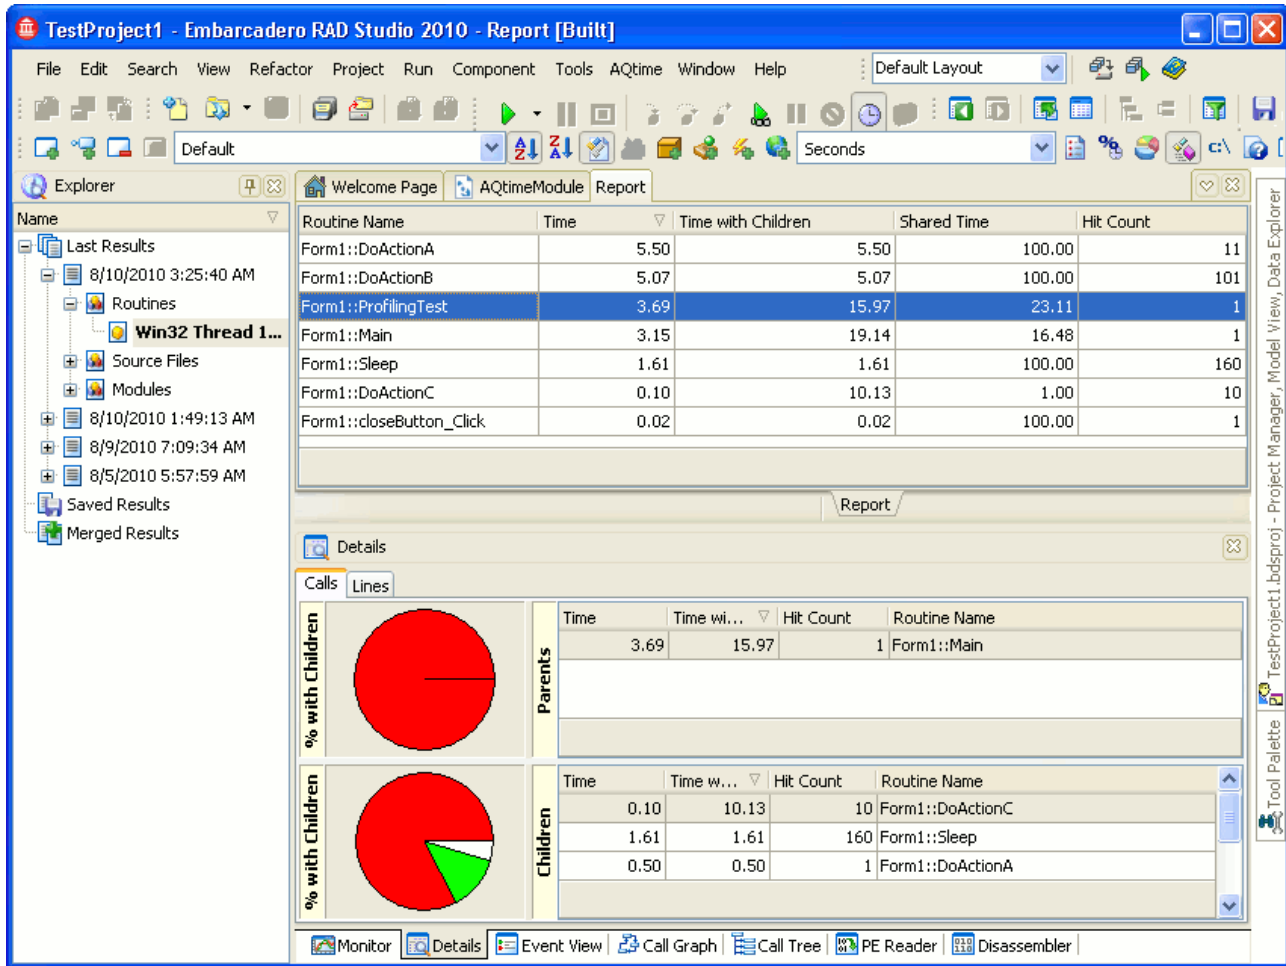 TestProject1 - Embarcadero RAD Studio 2010 - Report [Built]
File Edit Search View Refactor Project Run Component Tools AQtime Window Help
Default Layout
Default
Seconds
c:\
Explorer
Name
Last Results
8/10/2010 3:25:40 AM
Routines
Win32 Thread 1...
Source Files
Modules
8/10/2010 1:49:13 AM
8/9/2010 7:09:34 AM
8/5/2010 5:57:59 AM
Saved Results
Merged Results
Welcome Page AQtimeModule Report
Routine Name Time Time with Children Shared Time Hit Count
Form1::DoActionA 5.50 5.50 100.00 11
Form1::DoActionB 5.07 5.07 100.00 101
Form1::ProfilingTest 3.69 15.97 23.11 1
Form1::Main 3.15 19.14 16.48 1
Form1::Sleep 1.61 1.61 100.00 160
Form1::DoActionC 0.10 10.13 1.00 10
Form1::closeButton_Click 0.02 0.02 100.00 1
Report
Details
Calls Lines
% with Children
Parents
Time Time wi... Hit Count Routine Name
3.69 15.97 1 Form1::Main
% with Children
Children
Time Time w... Hit Count Routine Name
0.10 10.13 10 Form1::DoActionC
1.61 1.61 160 Form1::Sleep
0.50 0.50 1 Form1::DoActionA
Monitor Details Event View Call Graph Call Tree PE Reader Disassembler
TestProject1.bdsproj - Project Manager, Model View, Data Explorer
Tool Palette